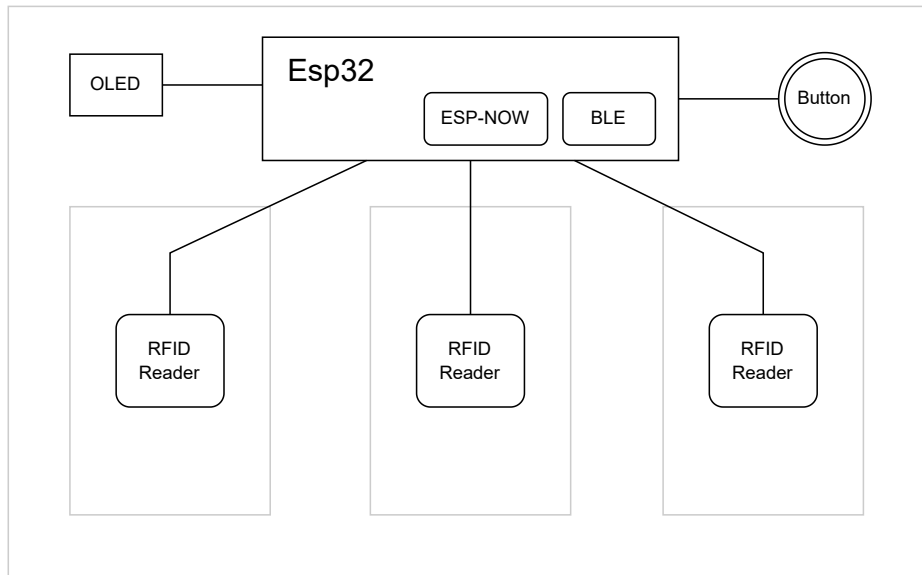 Esp32
OLED
ESP-NOW
BLE
Button
RFID
Reader
RFID
Reader
RFID
Reader